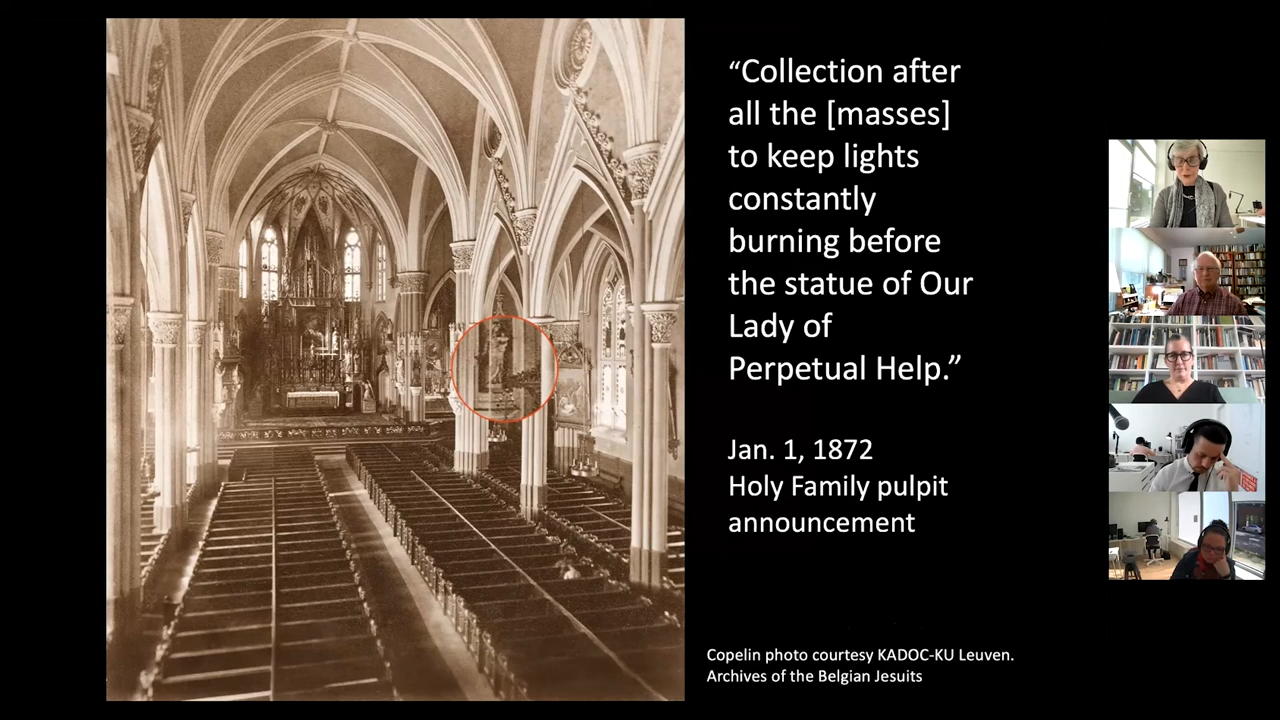 “Collection after
all the [masses]
to keep lights
constantly
burning before
the statue of Our
Lady of
Perpetual Help.”
Jan. 1, 1872
Holy Family pulpit
announcement
Copelin photo courtesy KADOC-KU Leuven.
Archives of the Belgian Jesuits